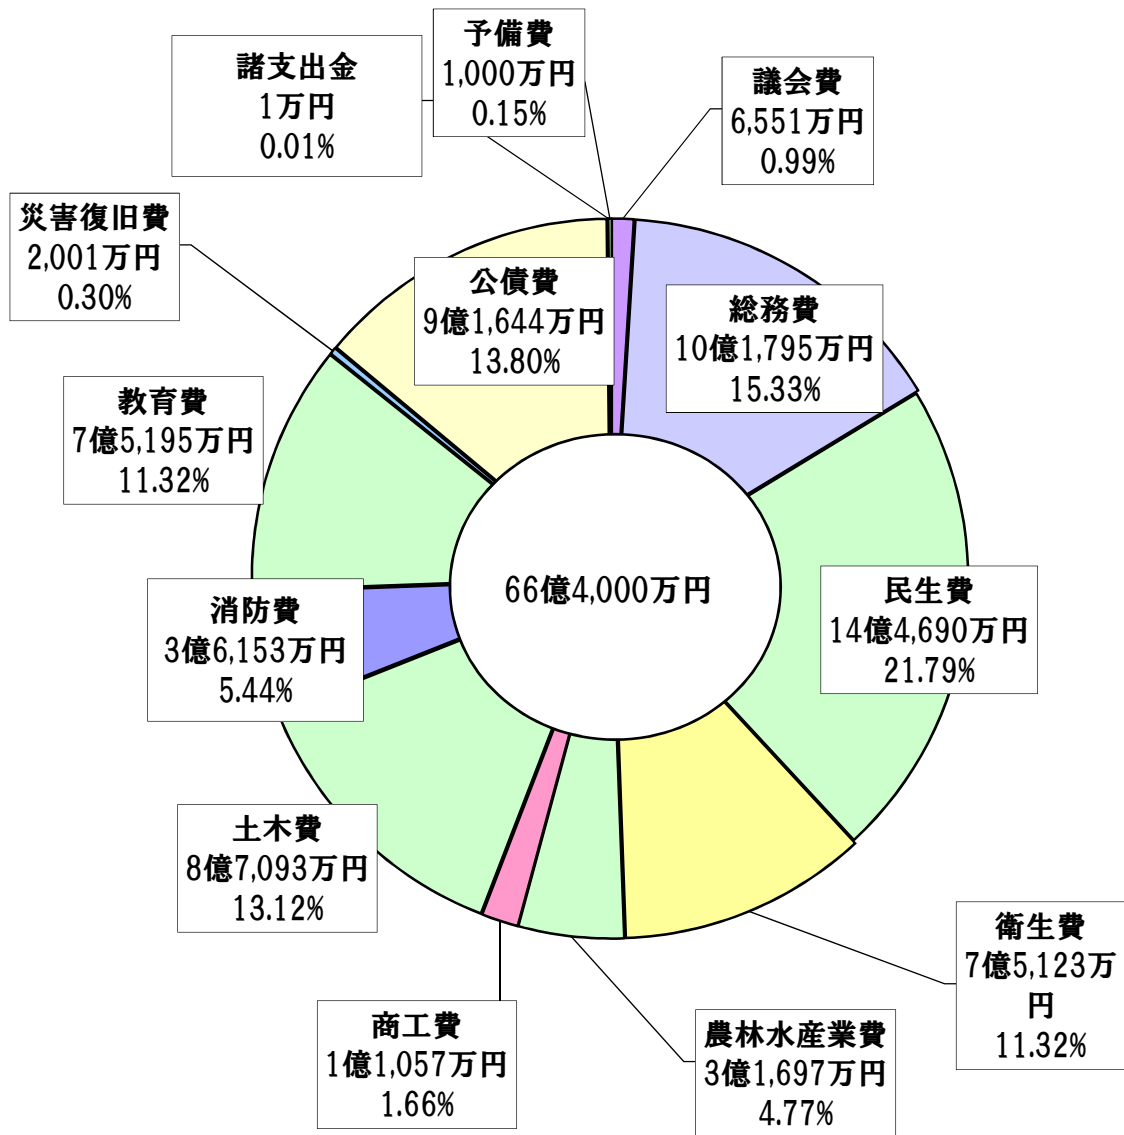 予備費
1,000万円
0.15%
諸支出金
1万円
0.01%
議会費
6,551万円
0.99%
災害復旧費
2,001万円
0.30%
公債費
9億1,644万円
13.80%
総務費
10億1,795万円
15.33%
教育費
7億5,195万円
11.32%
66億4,000万円
民生費
14億4,690万円
21.79%
消防費
3億6,153万円
5.44%
土木費
8億7,093万円
13.12%
衛生費
7億5,123万
円
11.32%
商工費
1億1,057万円
1.66%
農林水産業費
3億1,697万円
4.77%